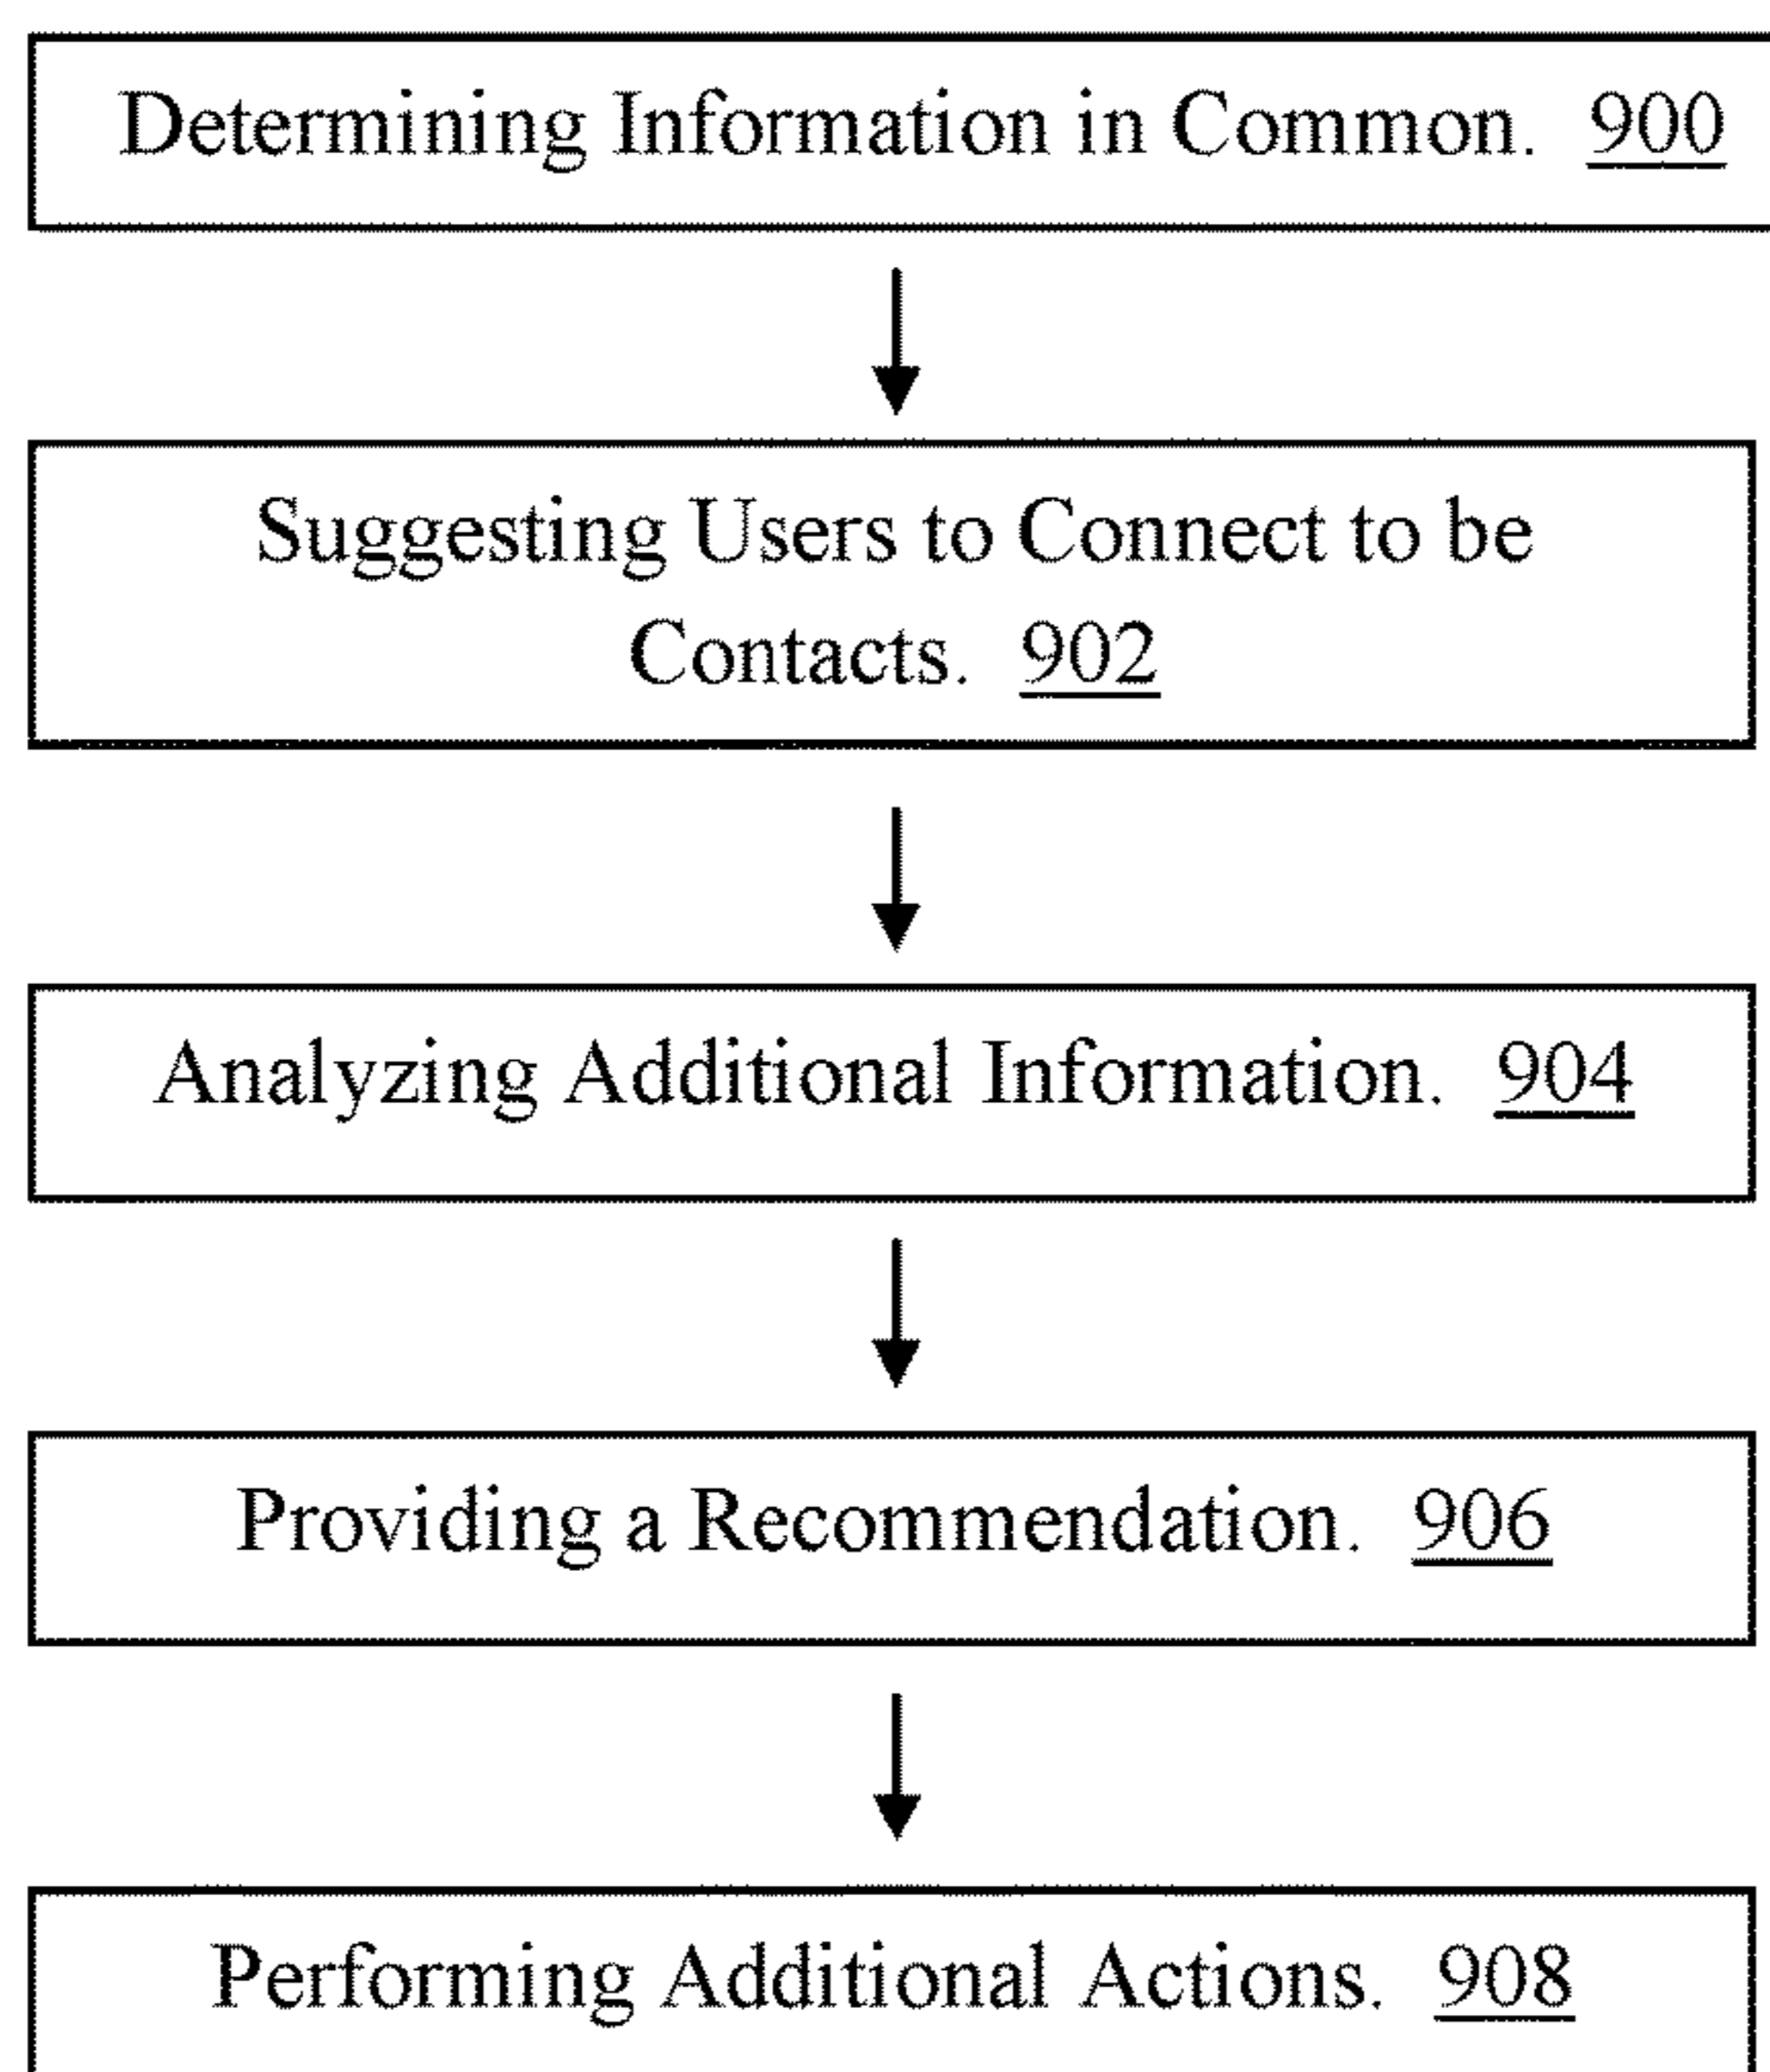 Determining Information in Common. 900
Suggesting Users to Connect to be
Contacts. 902
Analyzing Additional Information. 904
Providing a Recommendation. 906
Performing Additional Actions. 908